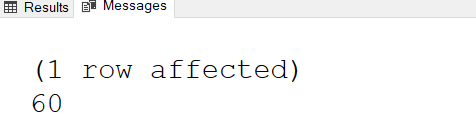 Results Messages
(1 row affected)
60